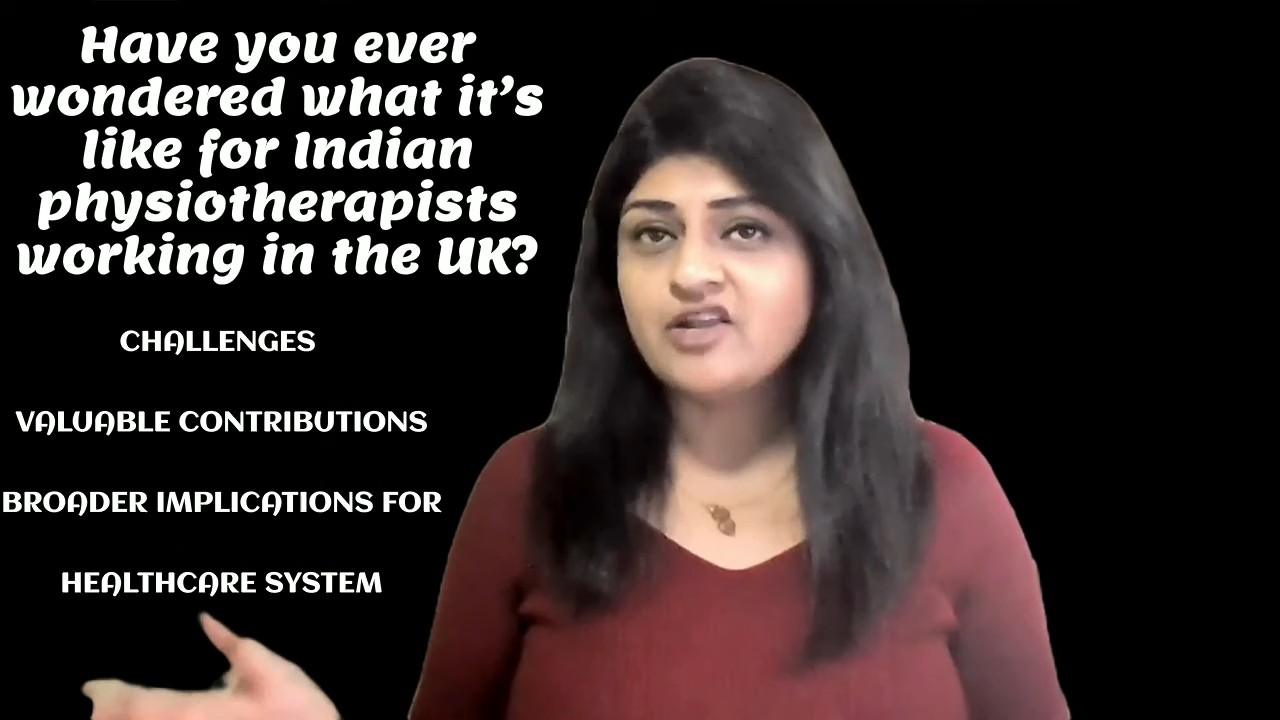 Have you ever
wondered what it’s
like for Indian
physiotherapists
working in the UK?
CHALLENGES
VALUABLE CONTRIBUTIONS
BROADER IMPLICATIONS FOR
HEALTHCARE SYSTEM